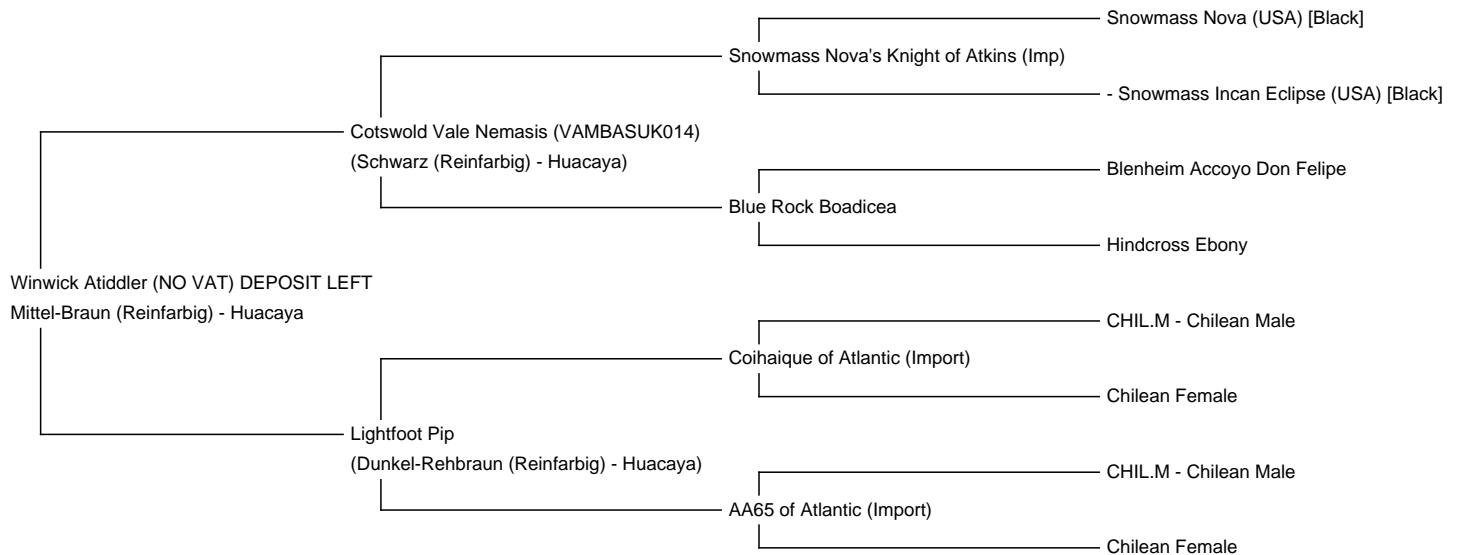 Snowmass Nova (USA) [Black]
Snowmass Nova's Knight of Atkins (Imp)
- Snowmass Incan Eclipse (USA) [Black]
Cotswold Vale Nemasis (VAMBASUK014)
(Schwarz (Reinfarbig) - Huacaya)
Blenheim Accoyo Don Felipe
Blue Rock Boadicea
Hindcross Ebony
Winwick Atiddler (NO VAT) DEPOSIT LEFT
Mittel-Braun (Reinfarbig) - Huacaya
CHIL.M - Chilean Male
Coihaique of Atlantic (Import)
Chilean Female
Lightfoot Pip
(Dunkel-Rehbraun (Reinfarbig) - Huacaya)
CHIL.M - Chilean Male
AA65 of Atlantic (Import)
Chilean Female